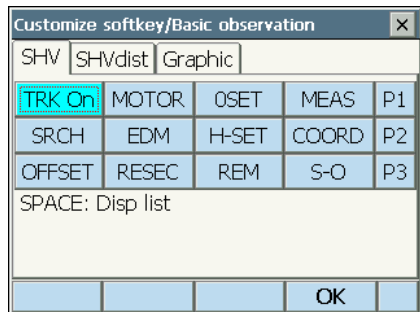 Customize softkey/Basic observation ×
SHV SHVdist Graphic
TRK On MOTOR 0SET MEAS P1
SRCH EDM H-SET COORD P2
OFFSET RESEC REM S-O P3
SPACE: Disp list
OK